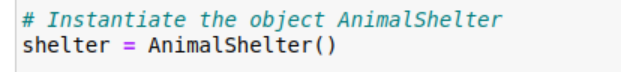 # Instantiate the object AnimalShelter
shelter = AnimalShelter()